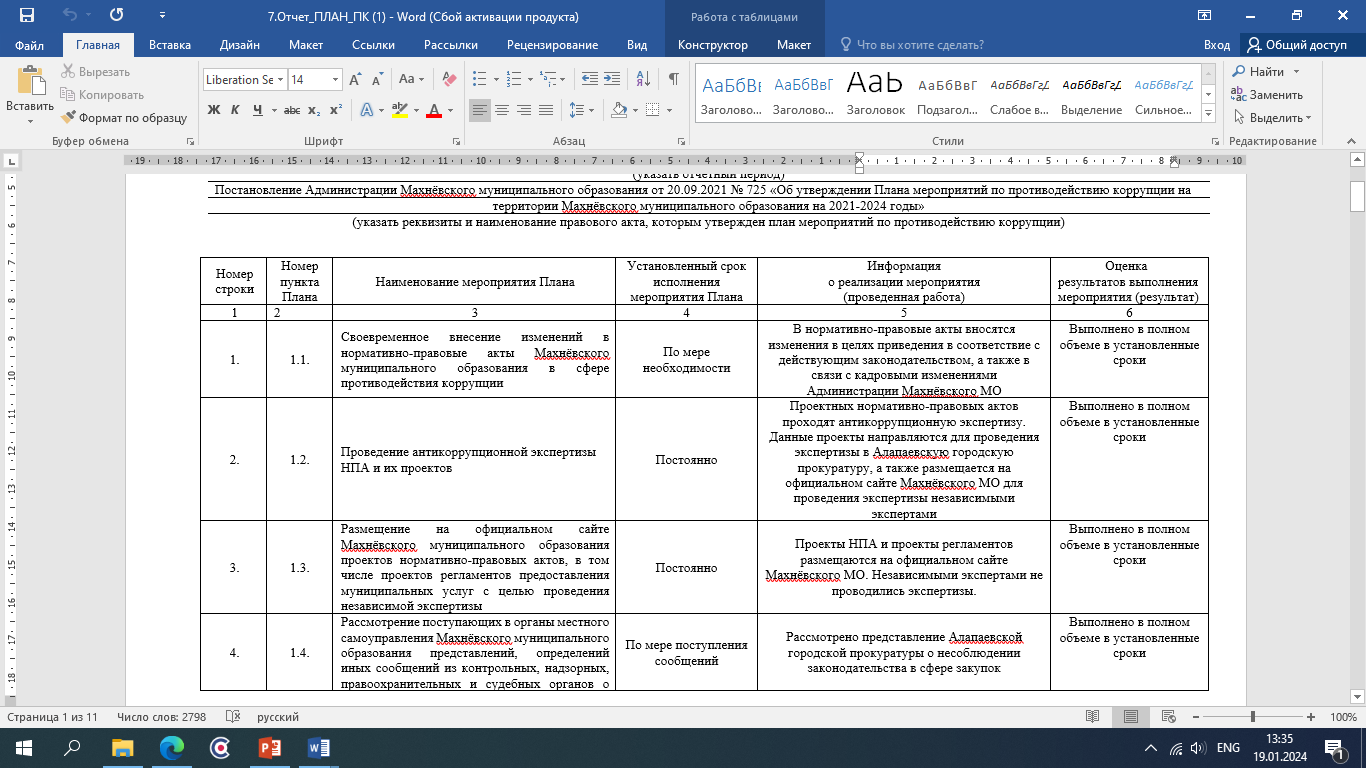 7.Отчет_ПЛАН_ПК (1) - Word (Сбой активации продукта)
Работа с таблицами
Файл Главная Вставка Дизайн Макет Ссылки Рассылки Рецензирование Вид Конструктор Макет Что вы хотите сделать? Вход Общий доступ
Вставить
Вырезать
Копировать
Формат по образцу
Буфер обмена
Liberation Se 14
Шрифт
Абзац
АаБбВı АаБбВвГ АаЬ АаБбВвГ АаБбВвГд АаБбВвГд АаБбВвГд
Заголово... Заголово... Заголовок Подзагол... Слабое в... Выделение Сильное...
Стили
Найти
Заменить
Выделить
Редактирование
(указать отчетный период)
Постановление Администрации Махнёвского муниципального образования от 20.09.2021 № 725 «Об утверждении Плана мероприятий по противодействию коррупции на
территории Махнёвского муниципального образования на 2021-2024 годы»
(указать реквизиты и наименование правового акта, которым утвержден план мероприятий по противодействию коррупции)
Номер
строки
Номер
пункта
Плана
Наименование мероприятия Плана
Установленный срок
исполнения
мероприятия Плана
Информация
о реализации мероприятия
(проведенная работа)
Оценка
результатов выполнения
мероприятия (результат)
1 2 3 4 5 6
1.
1.1.
Своевременное внесение изменений в
нормативно-правовые акты Махнёвского
муниципального образования в сфере
противодействия коррупции
По мере
необходимости
В нормативно-правовые акты вносятся
изменения в целях приведения в соответствие с
действующим законодательством, а также в
связи с кадровыми изменениями
Администрации Махнёвского МО
Выполнено в полном
объеме в установленные
сроки
2.
1.2.
Проведение антикоррупционной экспертизы
НПА и их проектов
Постоянно
Проектных нормативно-правовых актов
проходят антикоррупционную экспертизу.
Данные проекты направляются для проведения
экспертизы в Алапаевскую городскую
прокуратуру, а также размещается на
официальном сайте Махнёвского МО для
проведения экспертизы независимыми
экспертами
Выполнено в полном
объеме в установленные
сроки
3.
1.3.
Размещение на официальном сайте
Махнёвского муниципального образования
проектов нормативно-правовых актов, в том
числе проектов регламентов предоставления
муниципальных услуг с целью проведения
независимой экспертизы
Постоянно
Проекты НПА и проекты регламентов
размещаются на официальном сайте
Махнёвского МО. Независимыми экспертами не
проводились экспертизы.
Выполнено в полном
объеме в установленные
сроки
4.
1.4.
Рассмотрение поступающих в органы местного
самоуправления Махнёвского муниципального
образования представлений, определений
иных сообщений из контрольных, надзорных,
правоохранительных и судебных органов о
По мере поступления
сообщений
Рассмотрено представление Алапаевской
городской прокуратуры о несоблюдении
законодательства в сфере закупок
Выполнено в полном
объеме в установленные
сроки
Страница 1 из 11 Число слов: 2798 русский 100%
ENG
13:35
19.01.2024